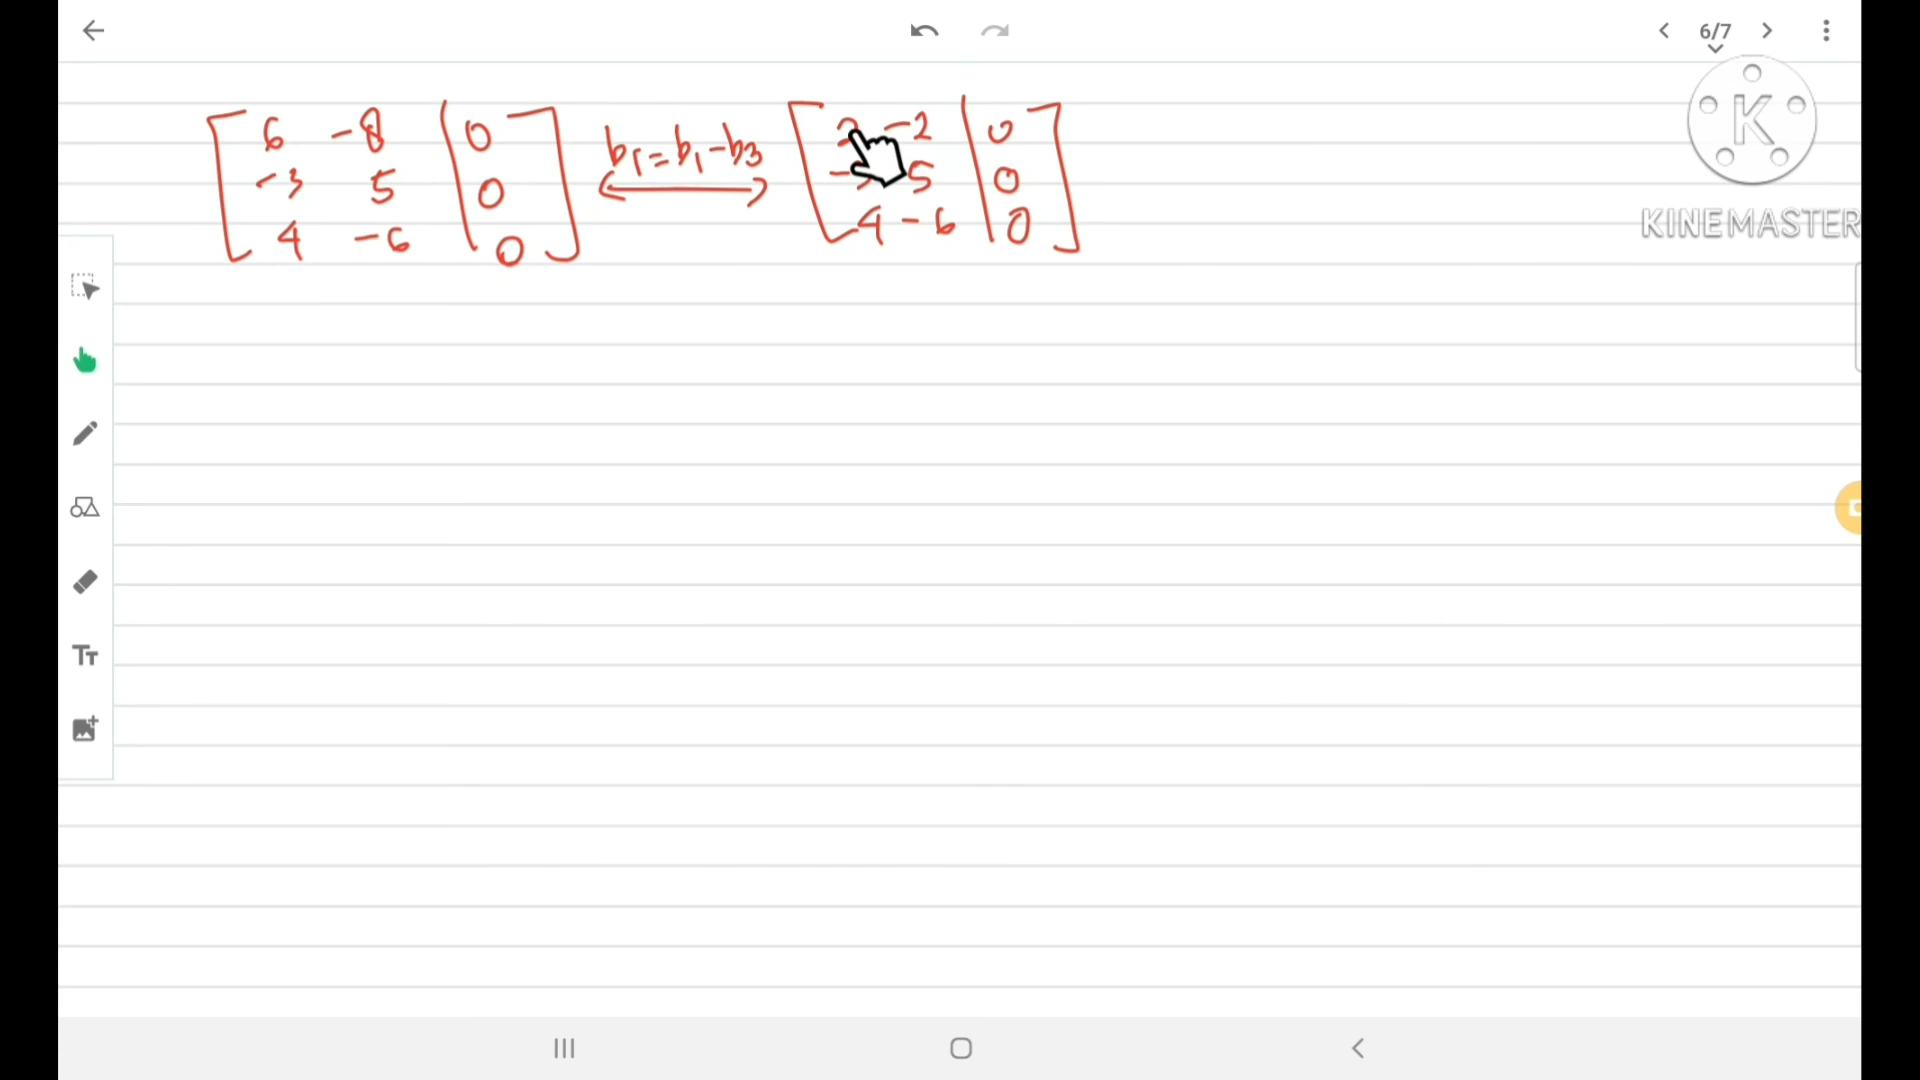 6/7
6 -8 | 0
-3 5 | 0
4 -6 | 0
b1=b1-b3
-2 | 0
5 | 0
4 -6 | 0
K
KINEMASTER
TT